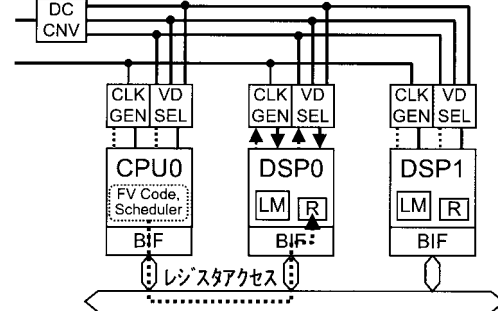 DC
CNV
CLK
GEN
VD
SEL
CLK
GEN
VD
SEL
CLK
GEN
VD
SEL
CPU0
FV Code,
Scheduler
BIF
DSP0
LM
R
BIF
DSP1
LM
R
BIF
レジスタアクセス